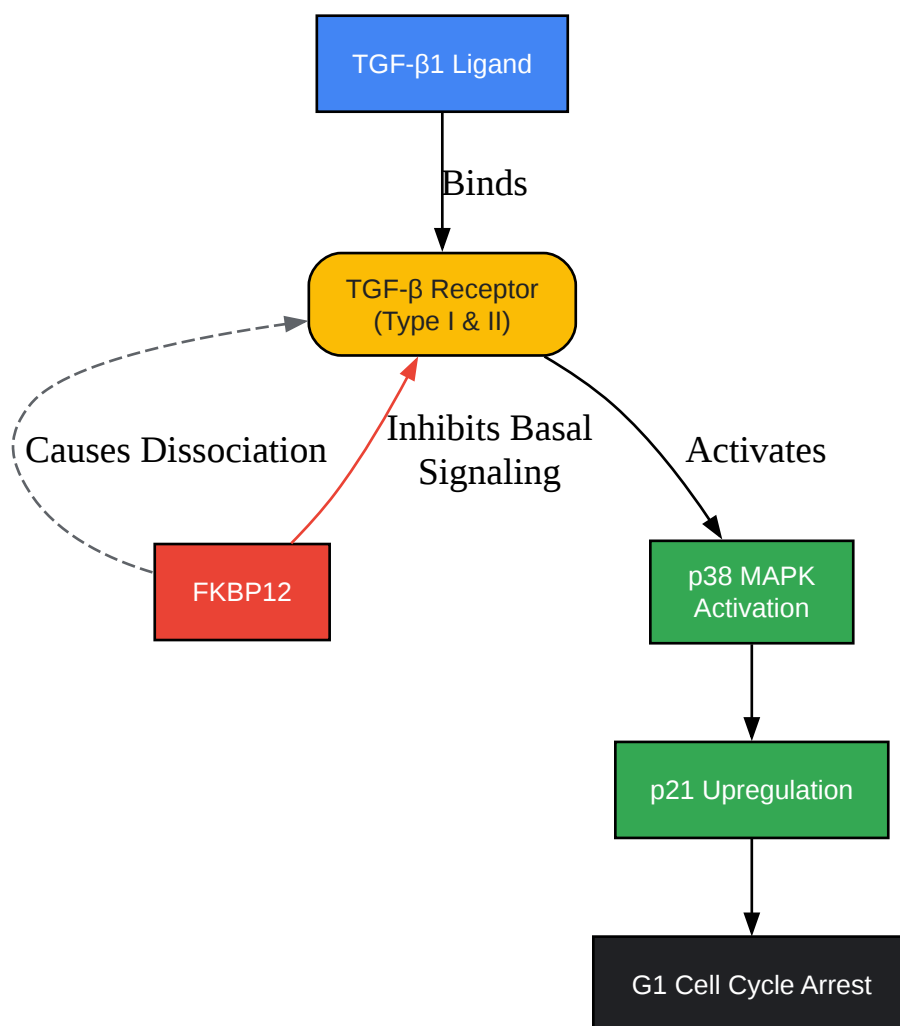 TGF-β1 Ligand
Binds
TGF-β Receptor
(Type I & II)
Causes Dissociation
Inhibits Basal
Signaling
Activates
FKBP12
p38 MAPK
Activation
p21 Upregulation
G1 Cell Cycle Arrest